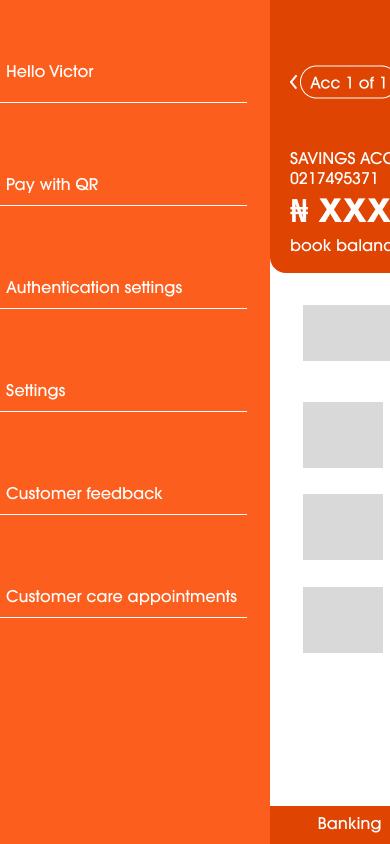 Hello Victor
Pay with QR
Authentication settings
Settings
Customer feedback
Customer care appointments
Acc 1 of 1
SAVINGS ACC
0217495371
₦ XXX
book balanc
Banking